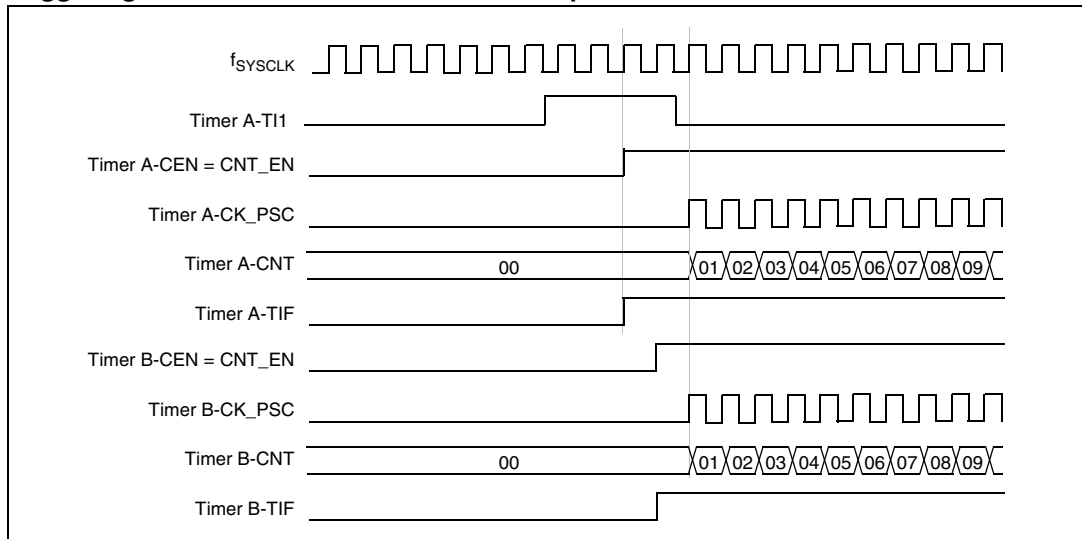 fSYSCLK
Timer A-TI1
Timer A-CEN = CNT_EN
Timer A-CK_PSC
Timer A-CNT 00 01 02 03 04 05 06 07 08 09
Timer A-TIF
Timer B-CEN = CNT_EN
Timer B-CK_PSC
Timer B-CNT 00 01 02 03 04 05 06 07 08 09
Timer B-TIF